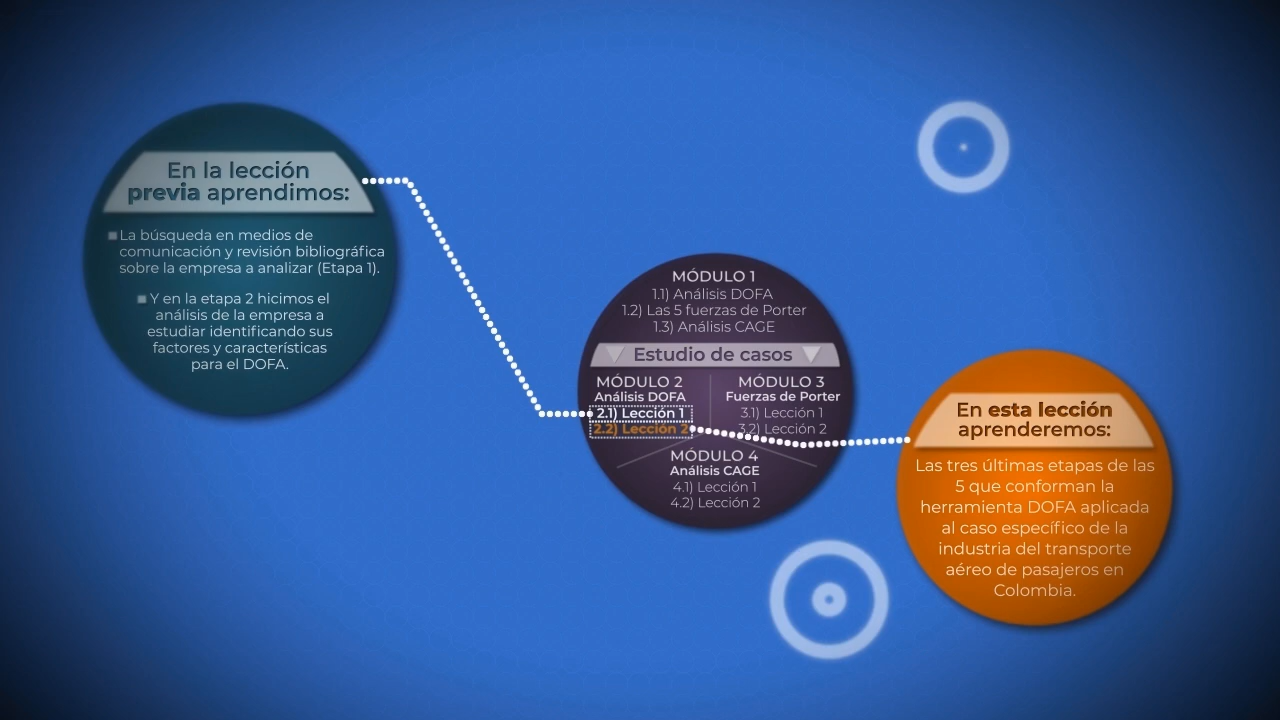 En la lección
previa aprendimos:
La búsqueda en medios de
comunicación y revisión bibliográfica
sobre la empresa a analizar (Etapa 1).
Y en la etapa 2 hicimos el
análisis de la empresa a
estudiar identificando sus
factores y características
para el DOFA.
MÓDULO 1
1.1) Análisis DOFA
1.2) Las 5 fuerzas de Porter
1.3) Análisis CAGE
Estudio de casos
MÓDULO 2
Análisis DOFA
2.1) Lección 1
2.2) Lección 2
MÓDULO 3
Fuerzas de Porter
3.1) Lección 1
3.2) Lección 2
MÓDULO 4
Análisis CAGE
4.1) Lección 1
4.2) Lección 2
En esta lección
aprenderemos:
Las tres últimas etapas de las
5 que conforman la
herramienta DOFA aplicada
al caso específico de la
industria del transporte
aéreo de pasajeros en
Colombia.